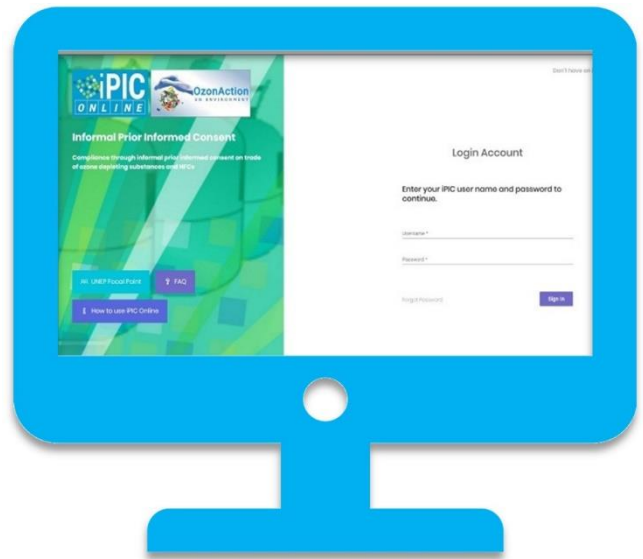 iPIC
ONLINE
OzonAction
UN ENVIRONMENT
Informal Prior Informed Consent
Compliance through informal prior informed consent on trade
of ozone depleting substances and HFCs
UNEP Focal Point
? FAQ
How to use iPIC Online
Don't have an
Login Account
Enter your iPIC user name and password to
continue.
Username *
Password *
Forgot Password
Sign In